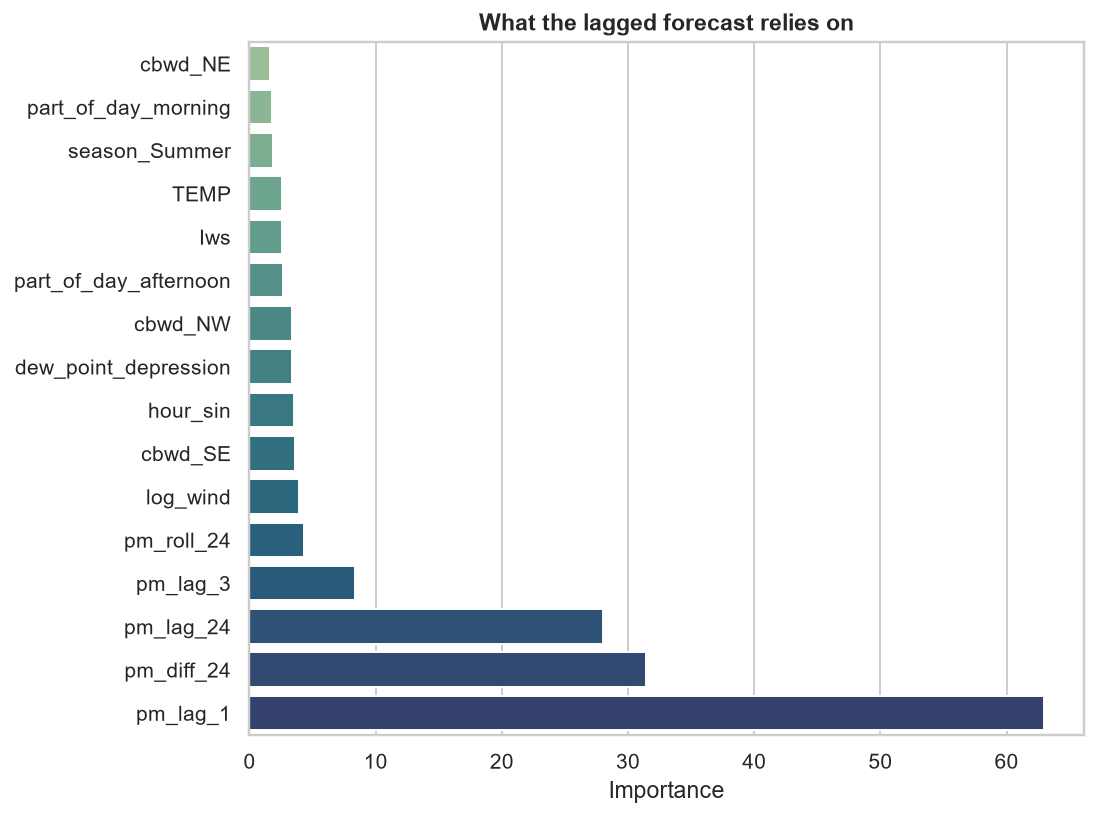 What the lagged forecast relies on
cbwd_NE
part_of_day_morning
season_Summer
TEMP
Iws
part_of_day_afternoon
cbwd_NW
dew_point_depression
hour_sin
cbwd_SE
log_wind
pm_roll_24
pm_lag_3
pm_lag_24
pm_diff_24
pm_lag_1
0 10 20 30 40 50 60
Importance